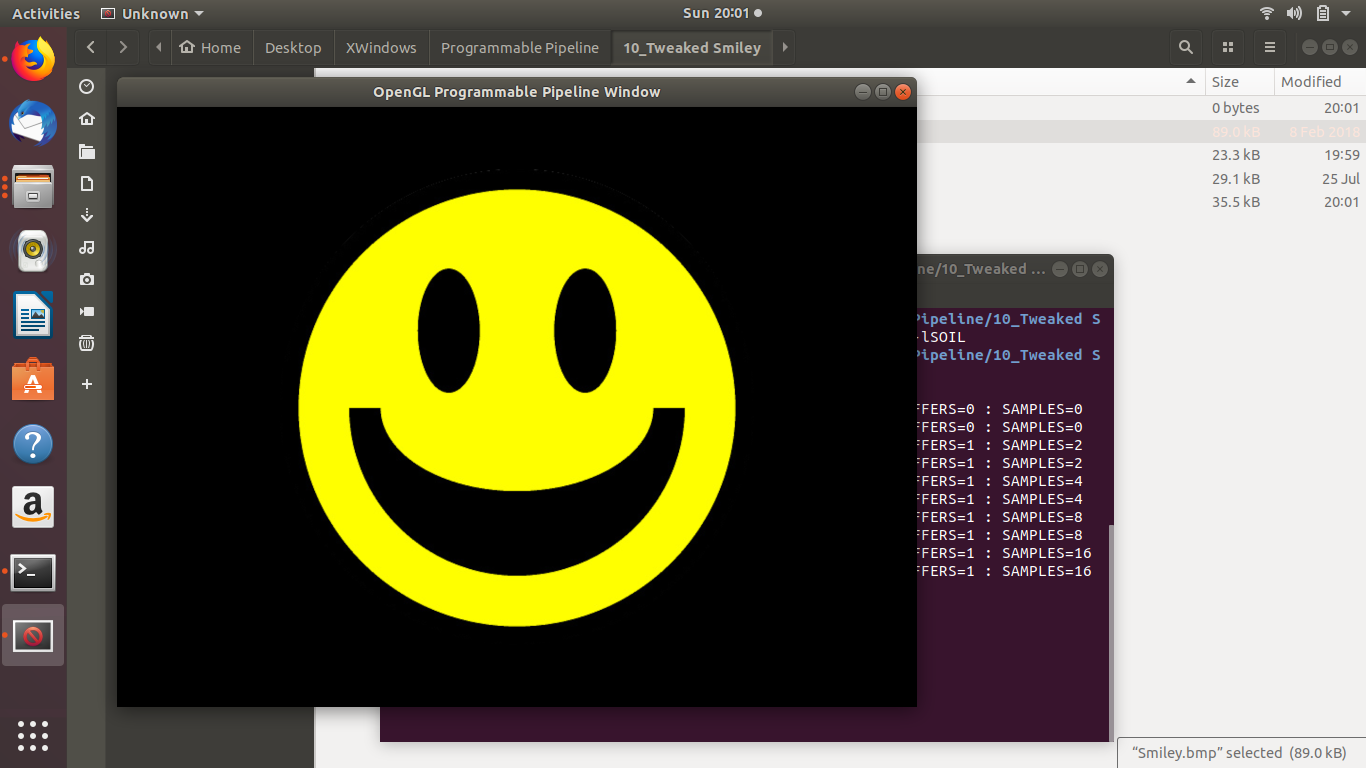 Activities Unknown Sun 20:01
Home Desktop XWindows Programmable Pipeline 10_Tweaked Smiley
Size Modified
OpenGL Programmable Pipeline Window
0 bytes 20:01
89.0 kB 8 Feb 2018
23.3 kB 19:59
29.1 kB 25 Jul
35.5 kB 20:01
ne/10_Tweaked ...
Pipeline/10_Tweaked S
-lSOIL
Pipeline/10_Tweaked S
FFERS=0 : SAMPLES=0
FFERS=0 : SAMPLES=0
FFERS=1 : SAMPLES=2
FFERS=1 : SAMPLES=2
FFERS=1 : SAMPLES=4
FFERS=1 : SAMPLES=4
FFERS=1 : SAMPLES=8
FFERS=1 : SAMPLES=8
FFERS=1 : SAMPLES=16
FFERS=1 : SAMPLES=16
“Smiley.bmp” selected (89.0 kB)